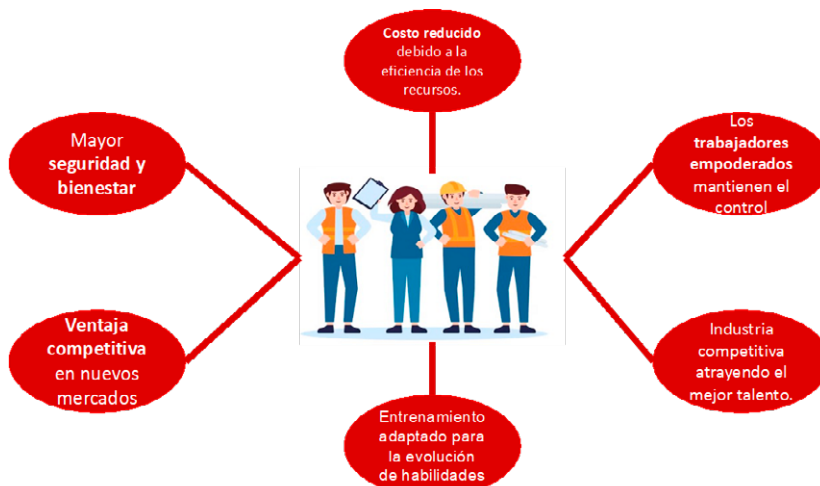 Costo reducido
debido a la
eficiencia de los
recursos.
Mayor
seguridad y
bienestar
Los
trabajadores
empoderados
mantienen el
control
Ventaja
competitiva
en nuevos
mercados
Industria
competitiva
atrayendo el
mejor talento.
Entrenamiento
adaptado para
la evolución
de habilidades